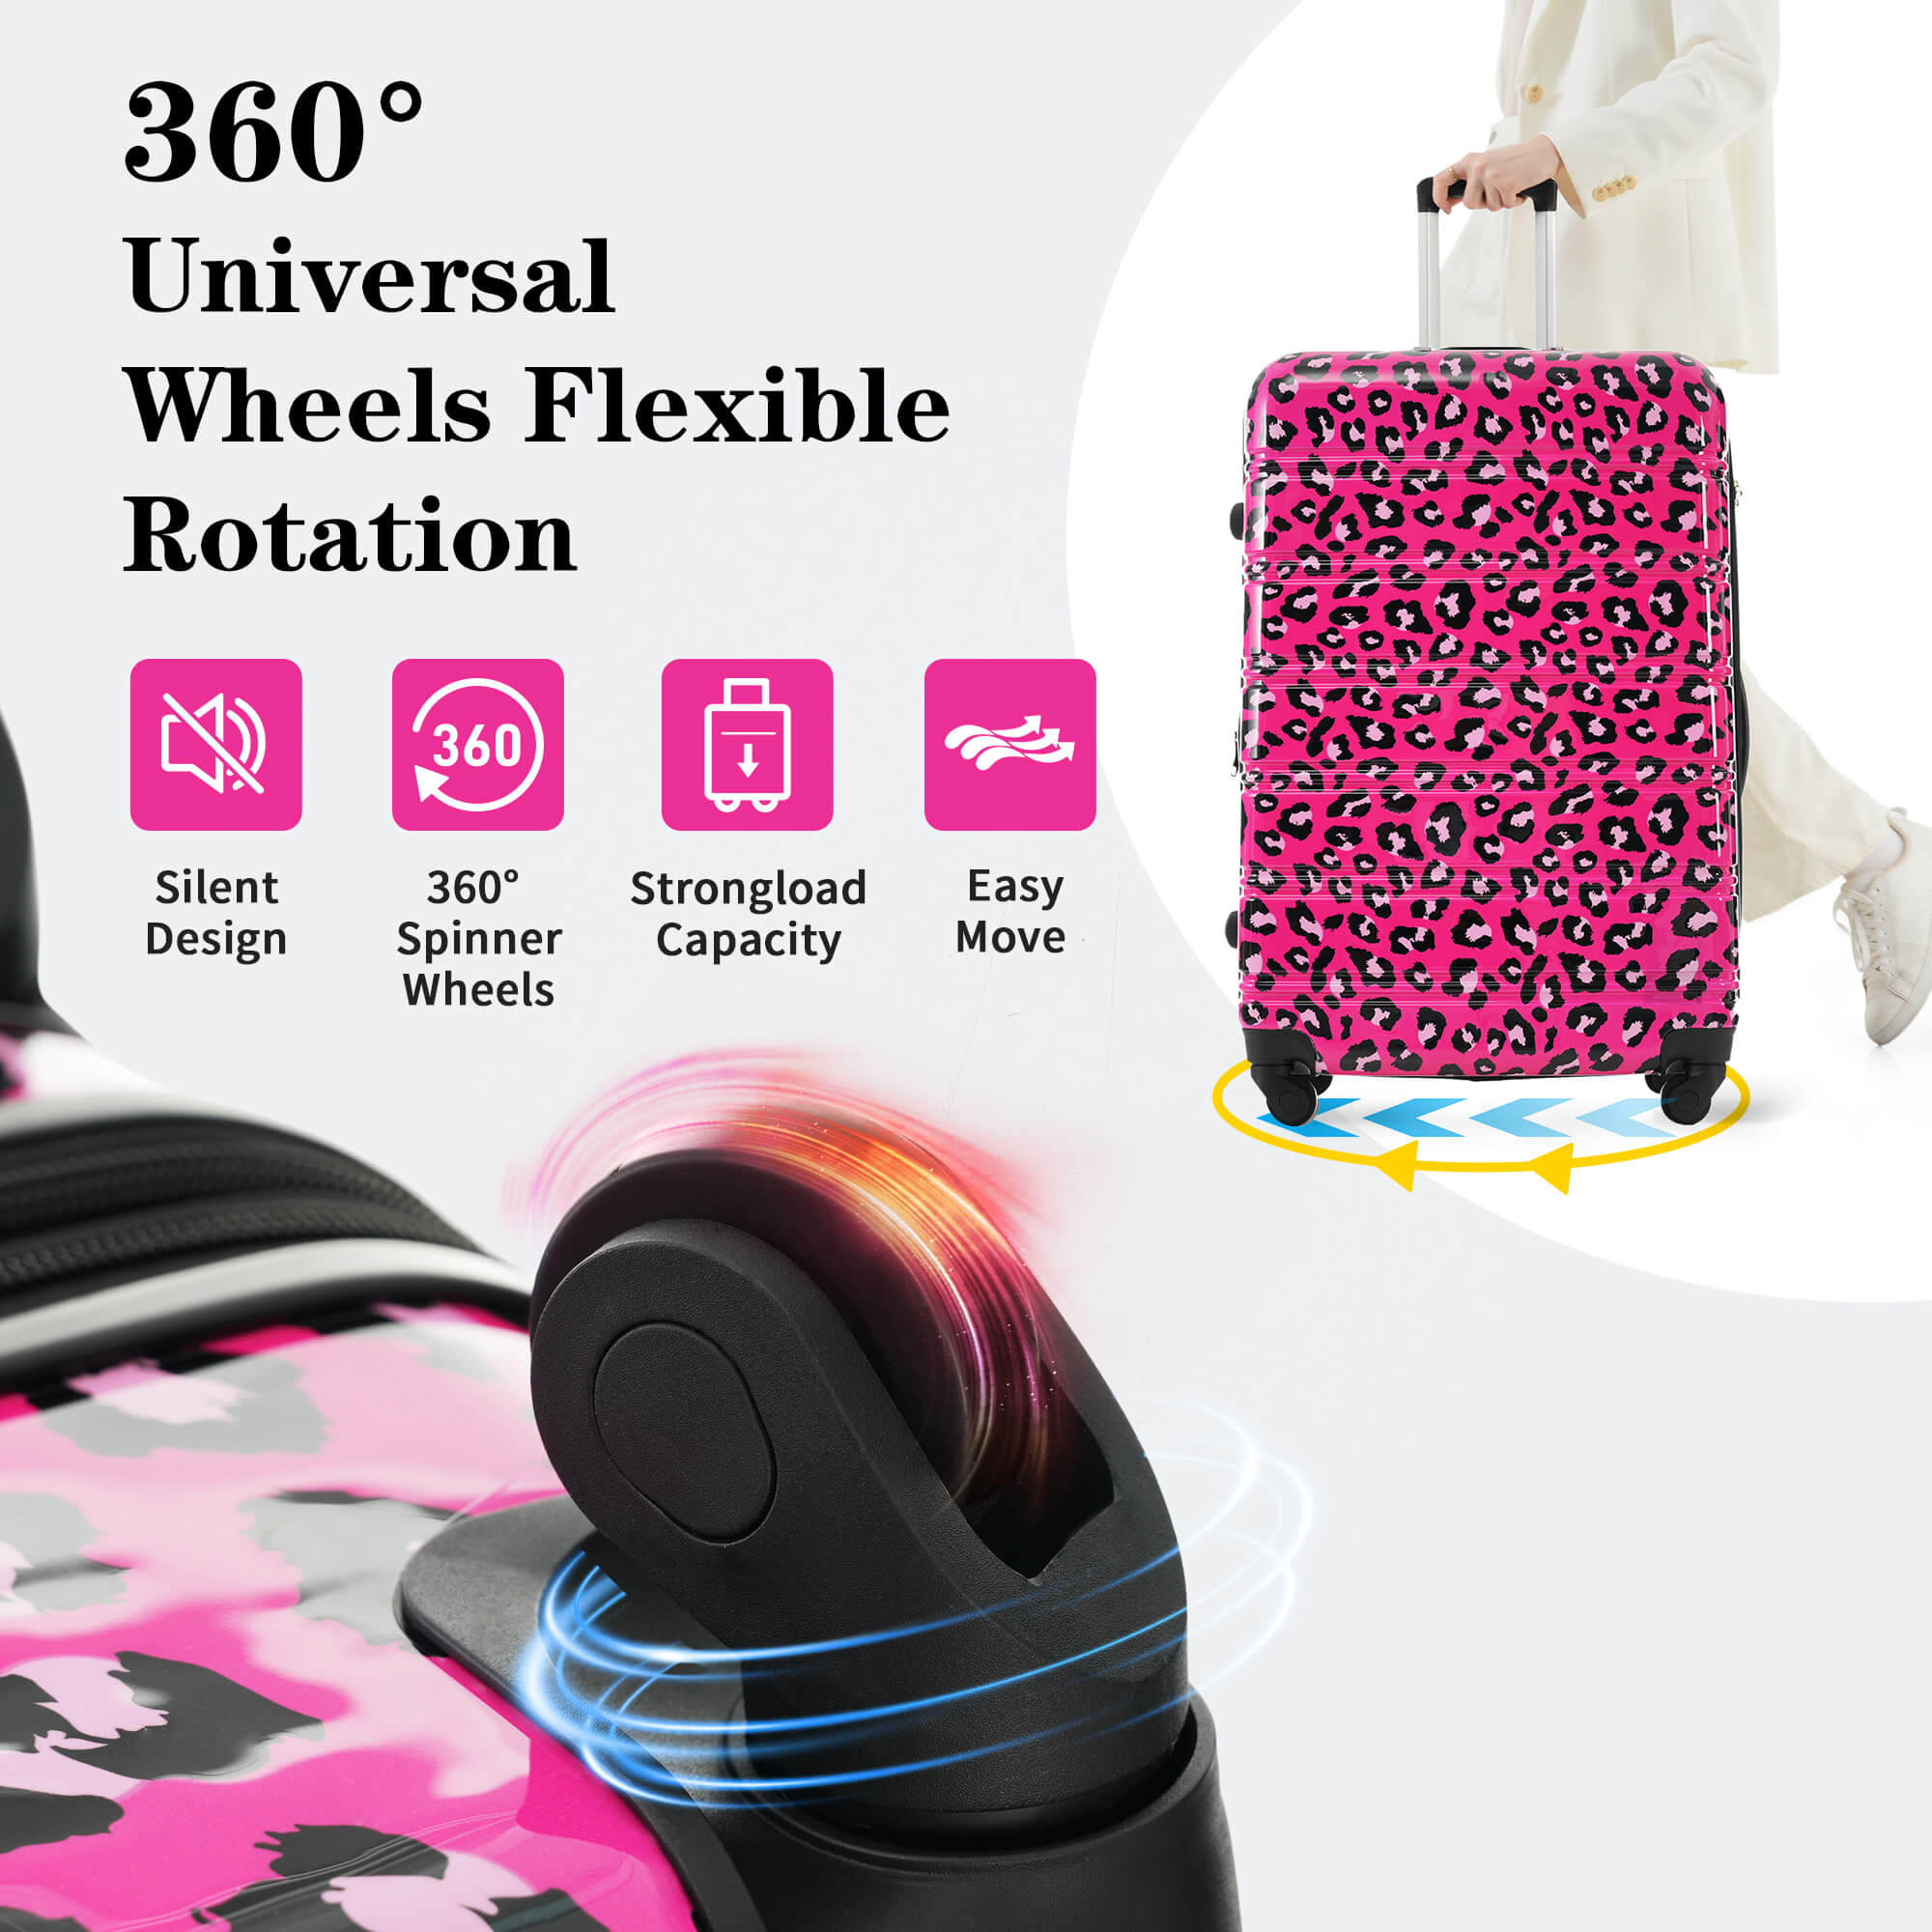 360°
Universal
Wheels Flexible
Rotation
360
Silent
Design
360°
Spinner
Wheels
Strongload
Capacity
Easy
Move